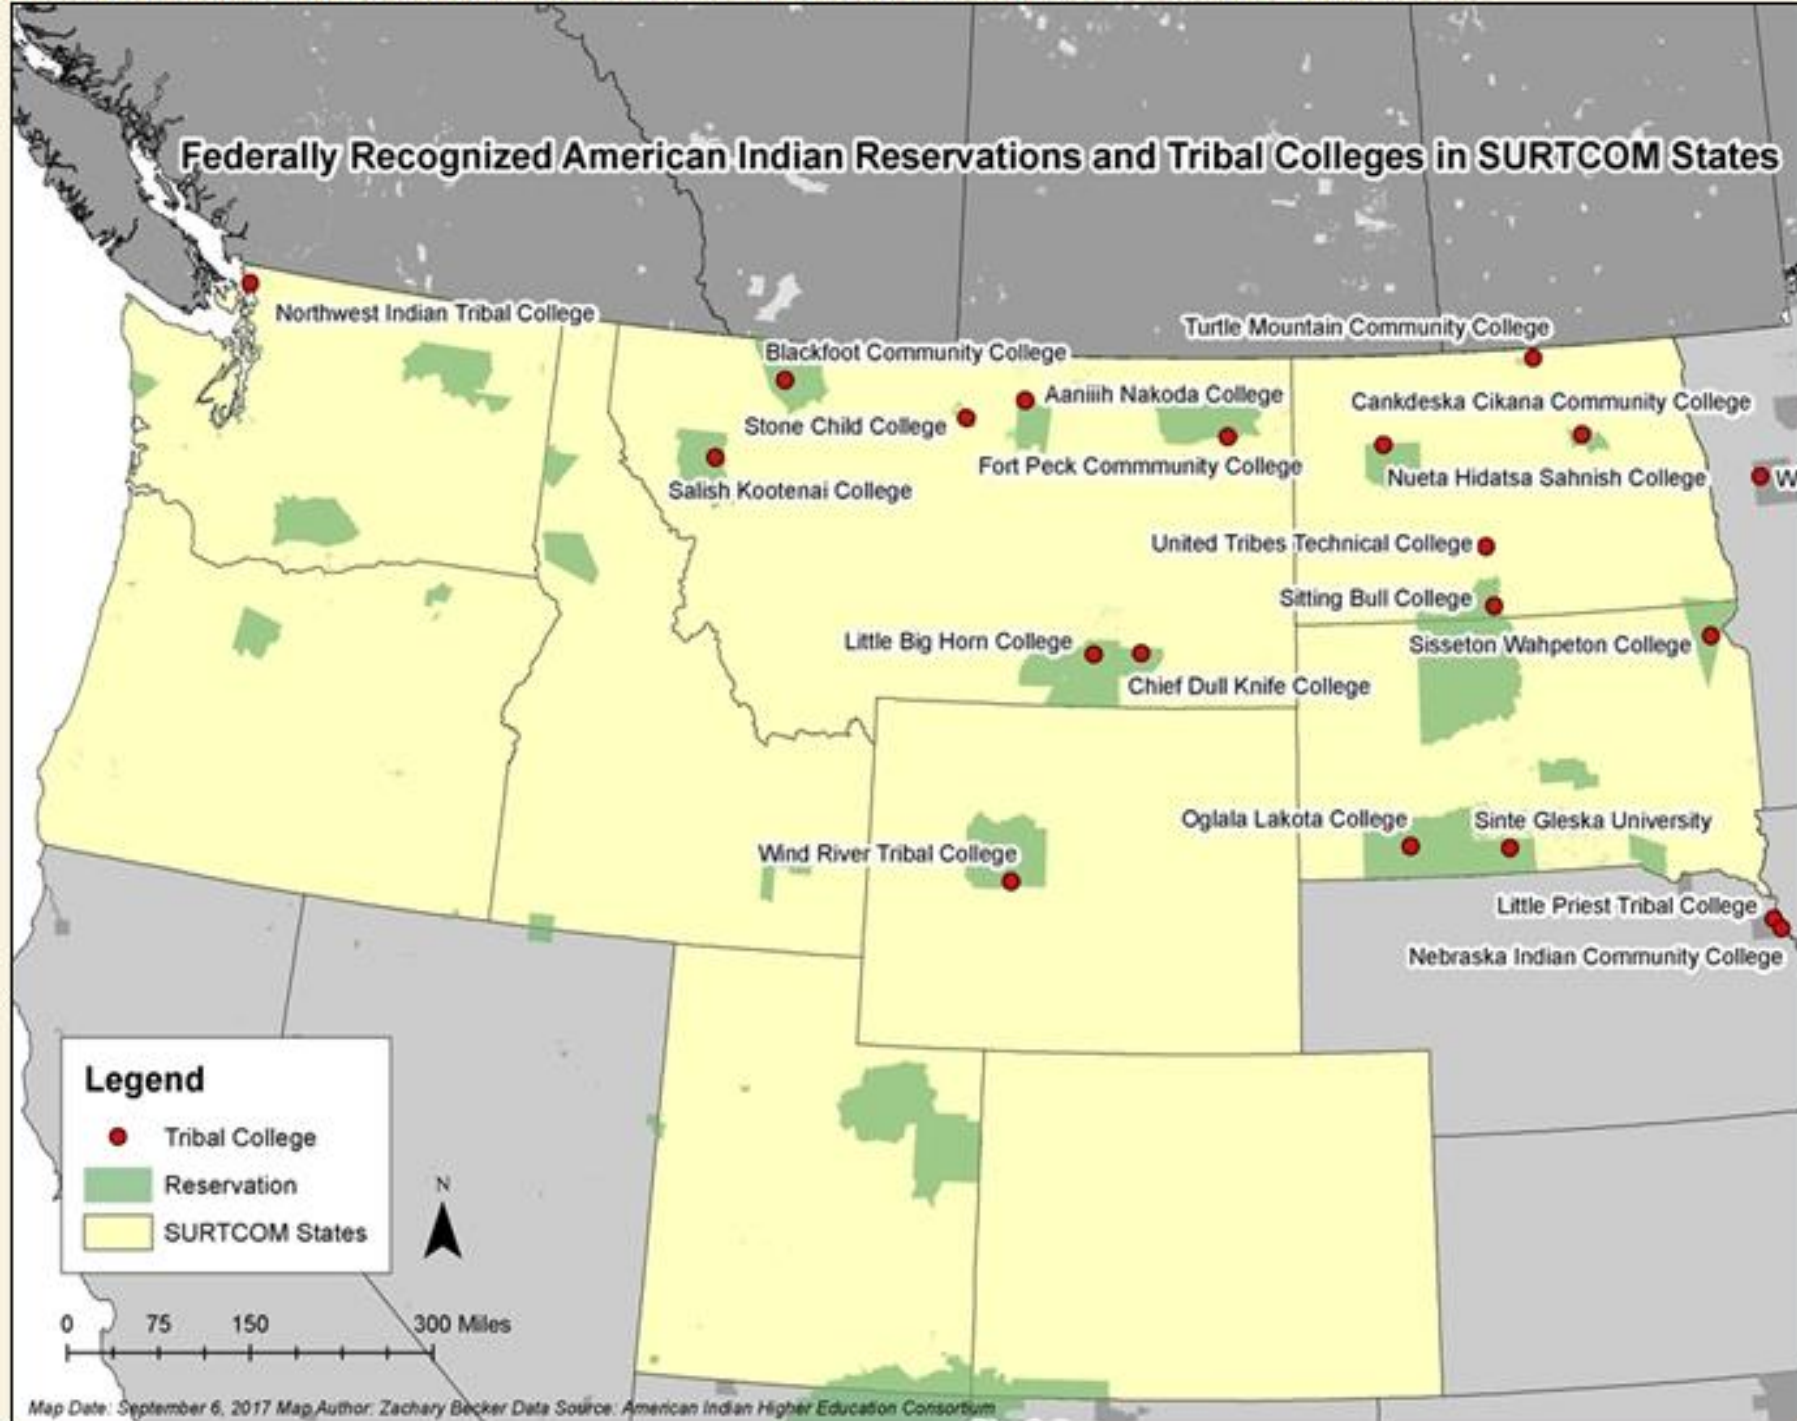 Federally Recognized American Indian Reservations and Tribal Colleges in SURTCOM States
Northwest Indian Tribal College
Turtle Mountain Community College
Blackfoot Community College
Aaniiih Nakoda College
Cankdeska Cikana Community College
Stone Child College
Fort Peck Commmunity College
Nueta Hidatsa Sahnish College
W
Salish Kootenai College
United Tribes Technical College
Sitting Bull College
Little Big Horn College
Sisseton Wahpeton College
Chief Dull Knife College
Oglala Lakota College
Sinte Gleska University
Wind River Tribal College
Little Priest Tribal College
Nebraska Indian Community College
Legend
Tribal College
Reservation
SURTCOM States
N
0 75 150 300 Miles
Map Date: September 6, 2017 Map Author: Zachary Becker Data Source: American Indian Higher Education Consortium